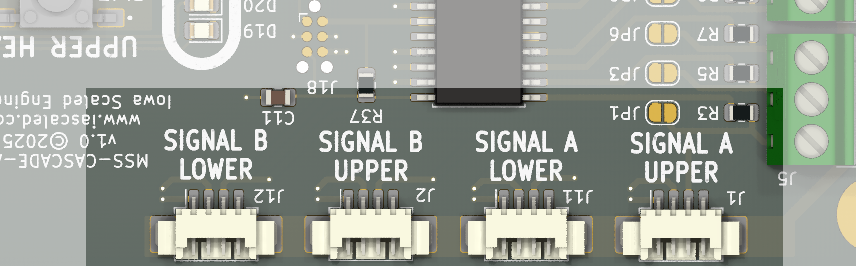 D20
D19
UPPER HE
J18
JP6
R7
JP3
R5
JP1
R3
C11
R37
Iowa Scaled Engine
www.iascaled.co
v1.0 ©2025
MSS-CASCADE-
SIGNAL B
LOWER
SIGNAL B
UPPER
SIGNAL A
LOWER
SIGNAL A
UPPER
J12
J2
J11
J1
J5